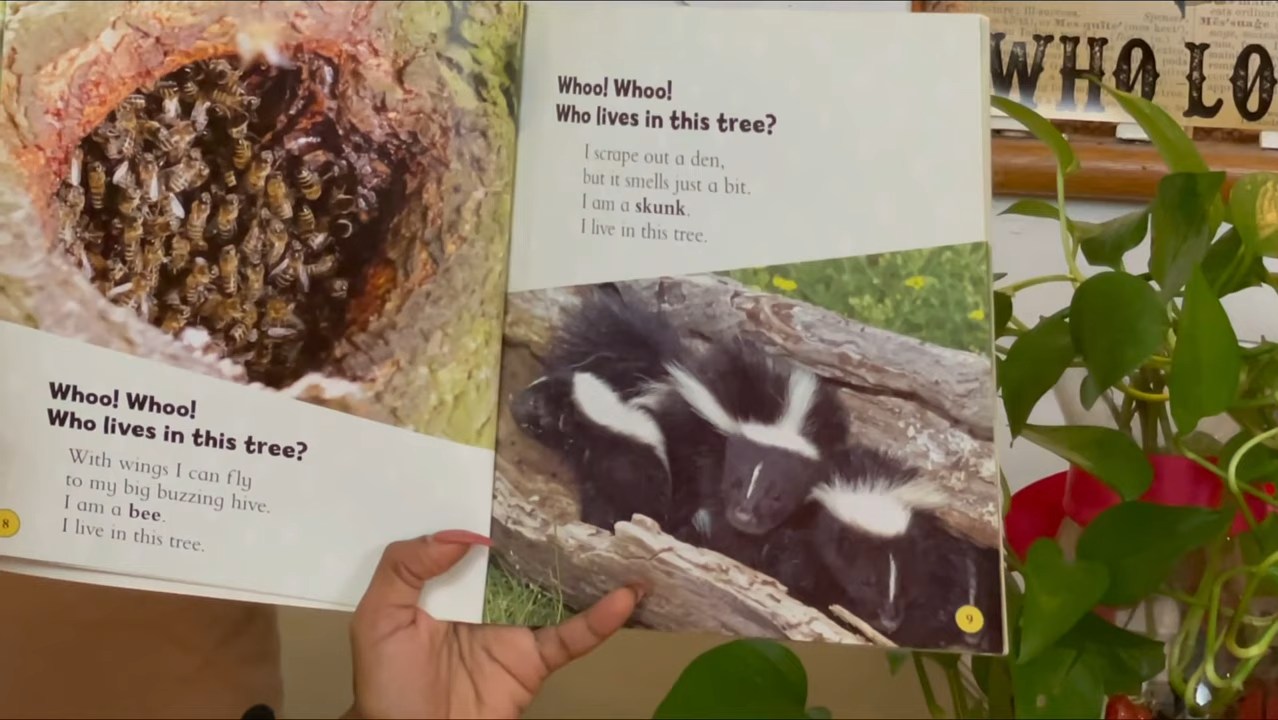 Whoo! Whoo!
Who lives in this tree?
With wings I can fly
to my big buzzing hive.
I am a bee.
I live in this tree.
8
Whoo! Whoo!
Who lives in this tree?
I scrape out a den,
but it smells just a bit.
I am a skunk.
I live in this tree.
9
WHO LO